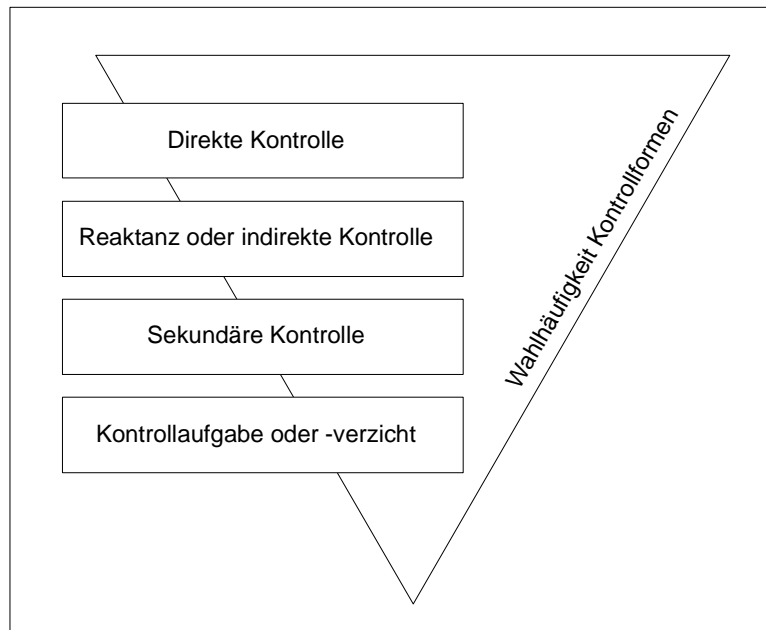 Direkte Kontrolle
Reaktanz oder indirekte Kontrolle
Sekundäre Kontrolle
Kontrollaufgabe oder -verzicht
Wahlhäufigkeit Kontrollformen